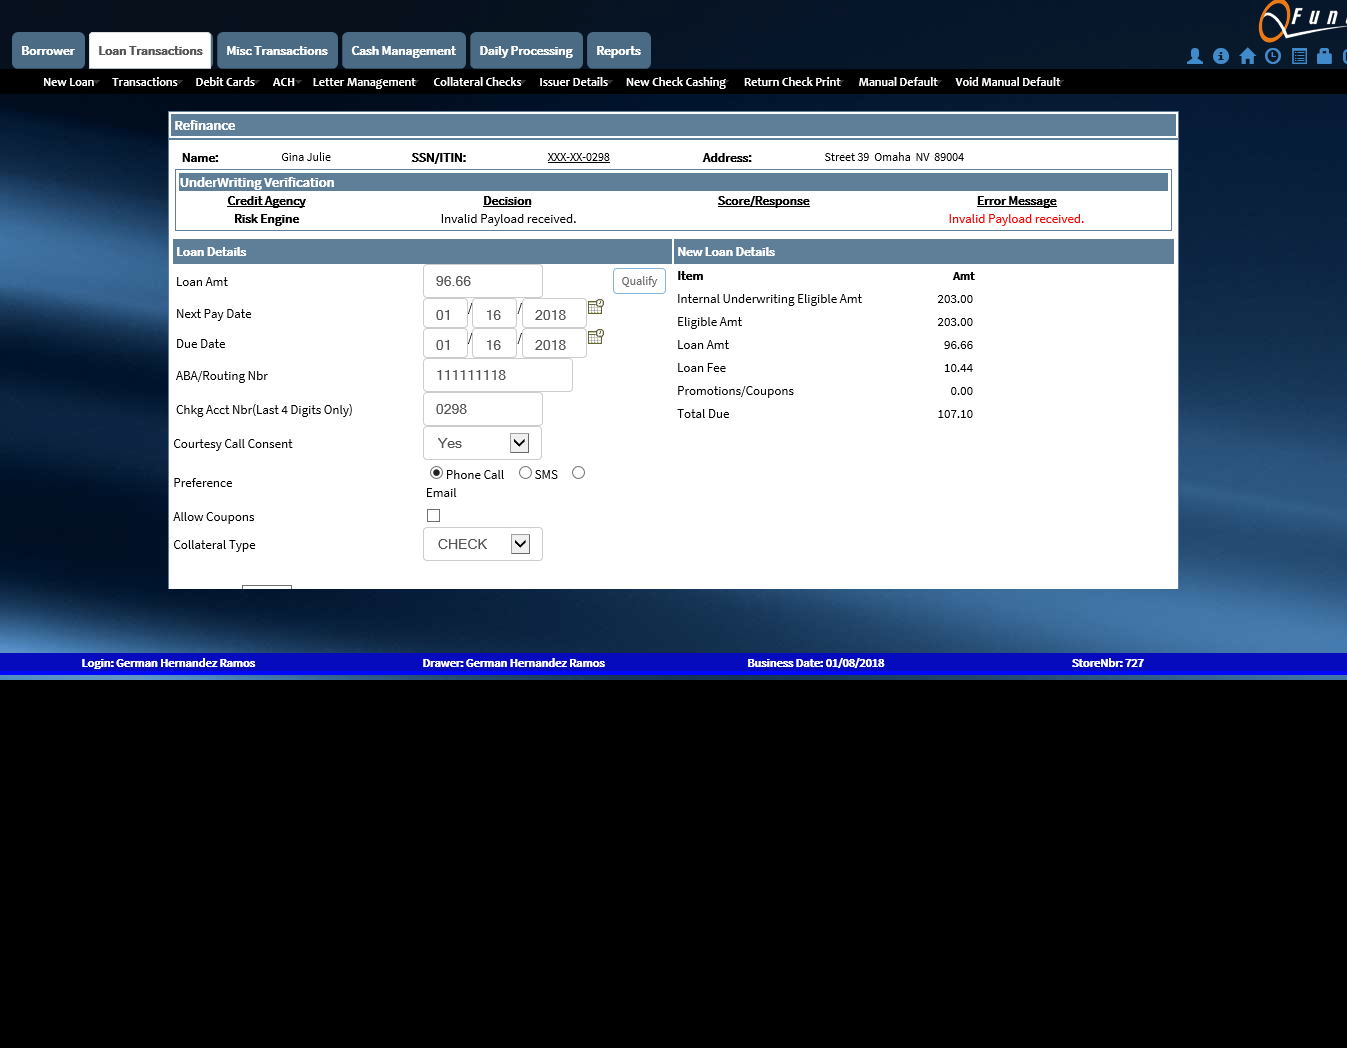 Fun
Borrower Loan Transactions Misc Transactions Cash Management Daily Processing Reports
New Loan Transactions Debit Cards ACH Letter Management Collateral Checks Issuer Details New Check Cashing Return Check Print Manual Default Void Manual Default
Refinance
Name: Gina Julie SSN/ITIN: XXX-XX-0298 Address: Street 39 Omaha NV 89004
UnderWriting Verification
Credit Agency Decision Score/Response Error Message
Risk Engine Invalid Payload received. Invalid Payload received.
Loan Details New Loan Details
Loan Amt 96.66 Qualify
Next Pay Date 01 / 16 / 2018
Due Date 01 / 16 / 2018
ABA/Routing Nbr 111111118
Chkg Acct Nbr(Last 4 Digits Only) 0298
Courtesy Call Consent Yes
Preference Phone Call SMS Email
Allow Coupons
Collateral Type CHECK
Item Amt
Internal Underwriting Eligible Amt 203.00
Eligible Amt 203.00
Loan Amt 96.66
Loan Fee 10.44
Promotions/Coupons 0.00
Total Due 107.10
Login: German Hernandez Ramos Drawer: German Hernandez Ramos Business Date: 01/08/2018 StoreNbr: 727